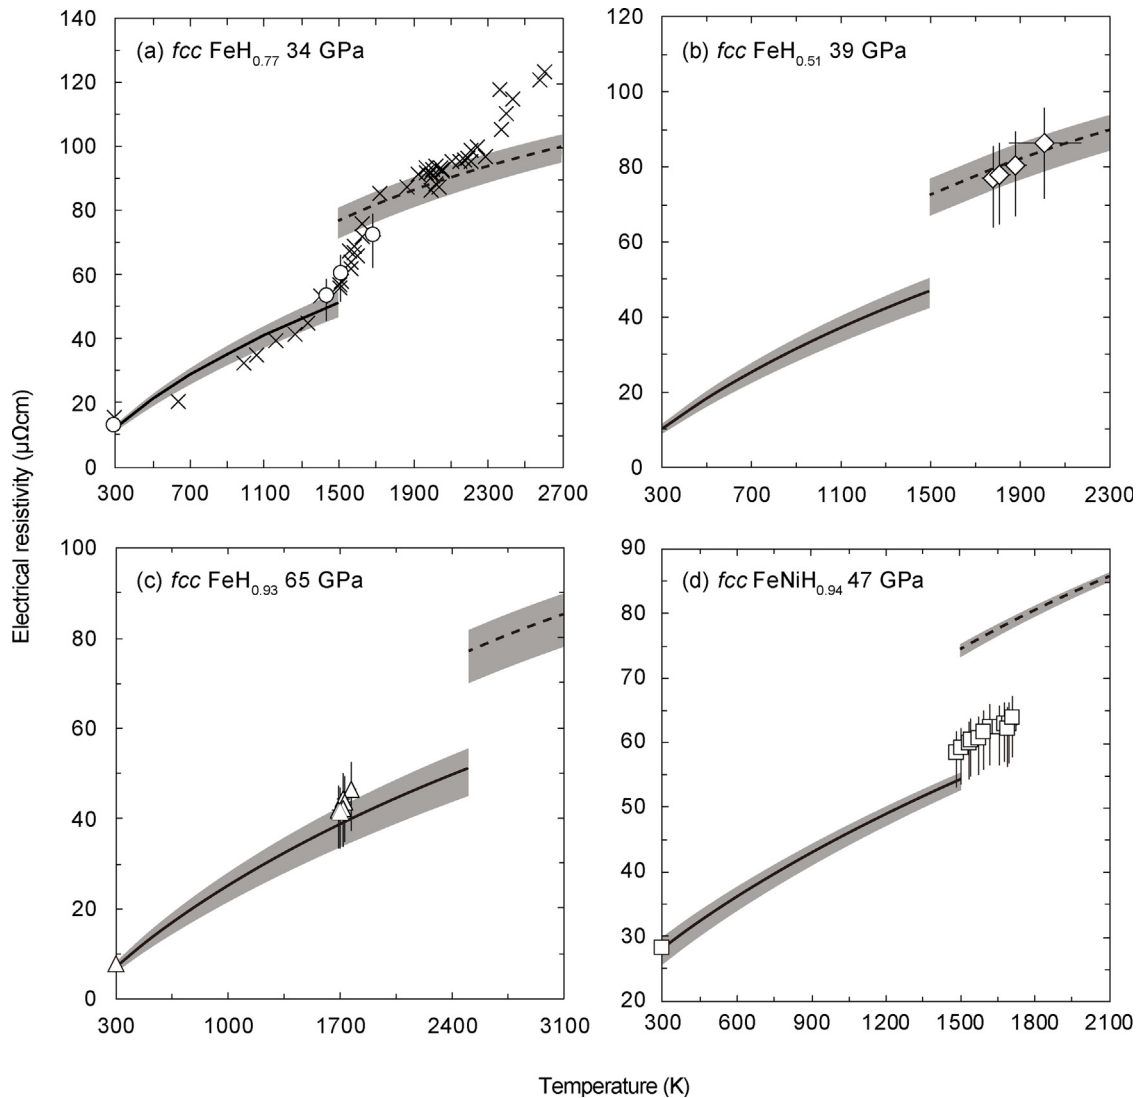 (a) fcc FeH0.77 34 GPa
140
120
100
80
60
40
20
0
300 700 1100 1500 1900 2300 2700
(b) fcc FeH0.51 39 GPa
120
100
80
60
40
20
0
300 700 1100 1500 1900 2300
Electrical resistivity (μΩcm)
(c) fcc FeH0.93 65 GPa
100
80
60
40
20
0
300 1000 1700 2400 3100
(d) fcc FeNiH0.94 47 GPa
90
80
70
60
50
40
30
20
300 600 900 1200 1500 1800 2100
Temperature (K)